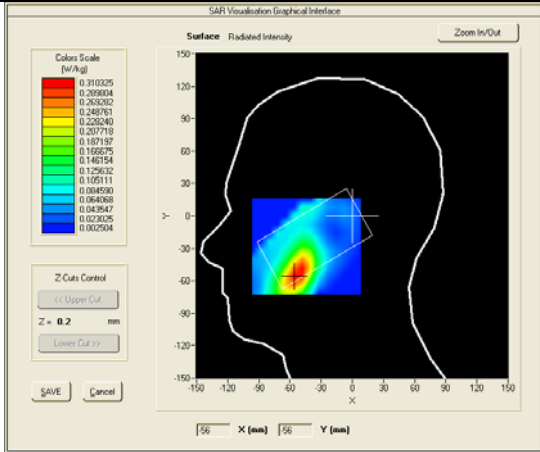 SAR Visualisation Graphical Interface
Surface Radiated Intensity
Zoom In/Out
Colors Scale
(W/kg)
0.310325
0.289804
0.269282
0.248761
0.228240
0.207718
0.187197
0.166675
0.146154
0.125632
0.105111
0.084590
0.064068
0.043547
0.023025
0.002504
Z-Cuts Control
<< Upper Cut
Z = 0.2 mm
Lower Cut >>
SAVE Cancel
150
120
90
60
30
0
-30
-60
-90
-120
-150
Y
-150 -120 -90 -60 -30 0 30 60 90 120 150
X
-56 X (mm) -56 Y (mm)